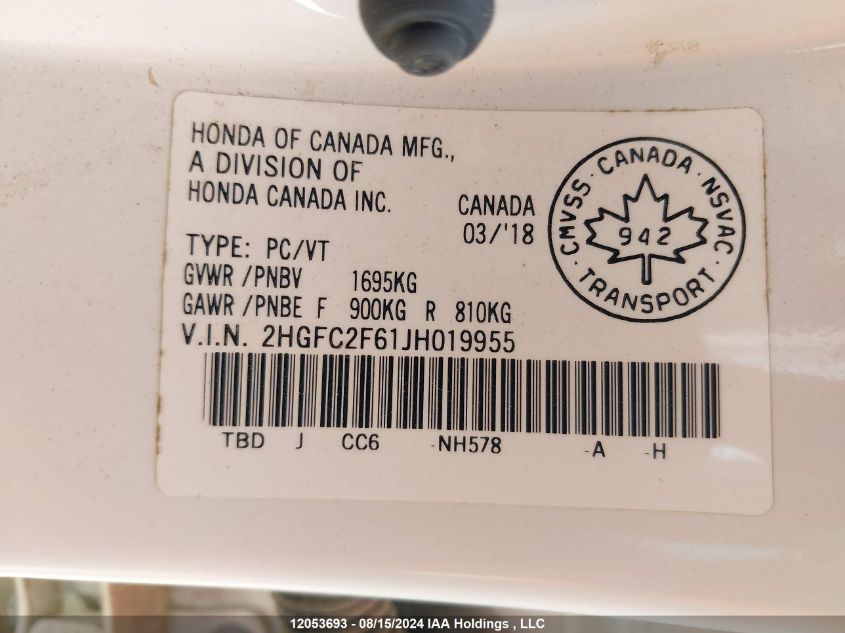 HONDA OF CANADA MFG.,
A DIVISION OF
HONDA CANADA INC.
CANADA
03/'18
CMVSS · CANADA · NSVAC
942
· TRANSPORT ·
TYPE: PC/VT
GVWR /PNBV 1695KG
GAWR /PNBE F 900KG R 810KG
V.I.N. 2HGFC2F61JH019955
TBD J CC6 -NH578 -A -H
12053693 - 08/15/2024 IAA Holdings , LLC